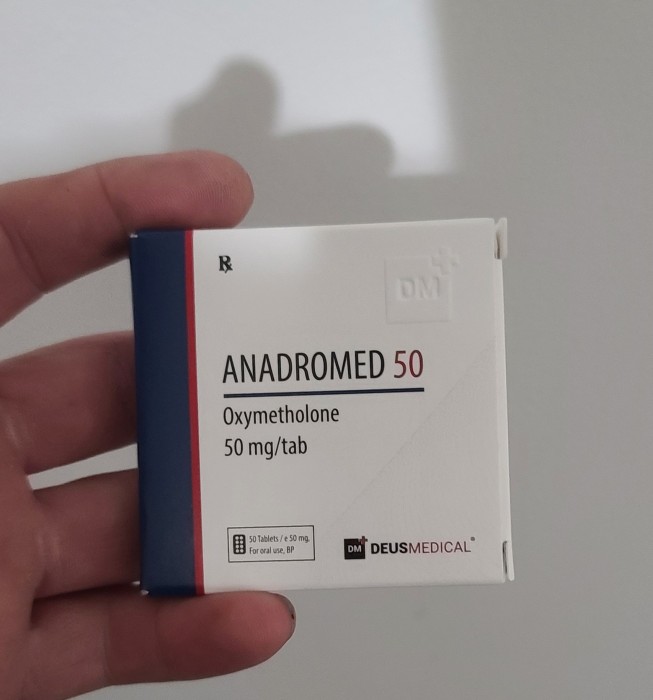 ℞
DM
ANADROMED 50
Oxymetholone
50 mg/tab
50 Tablets / e 50 mg,
For oral use, BP
DM DEUSMEDICAL®